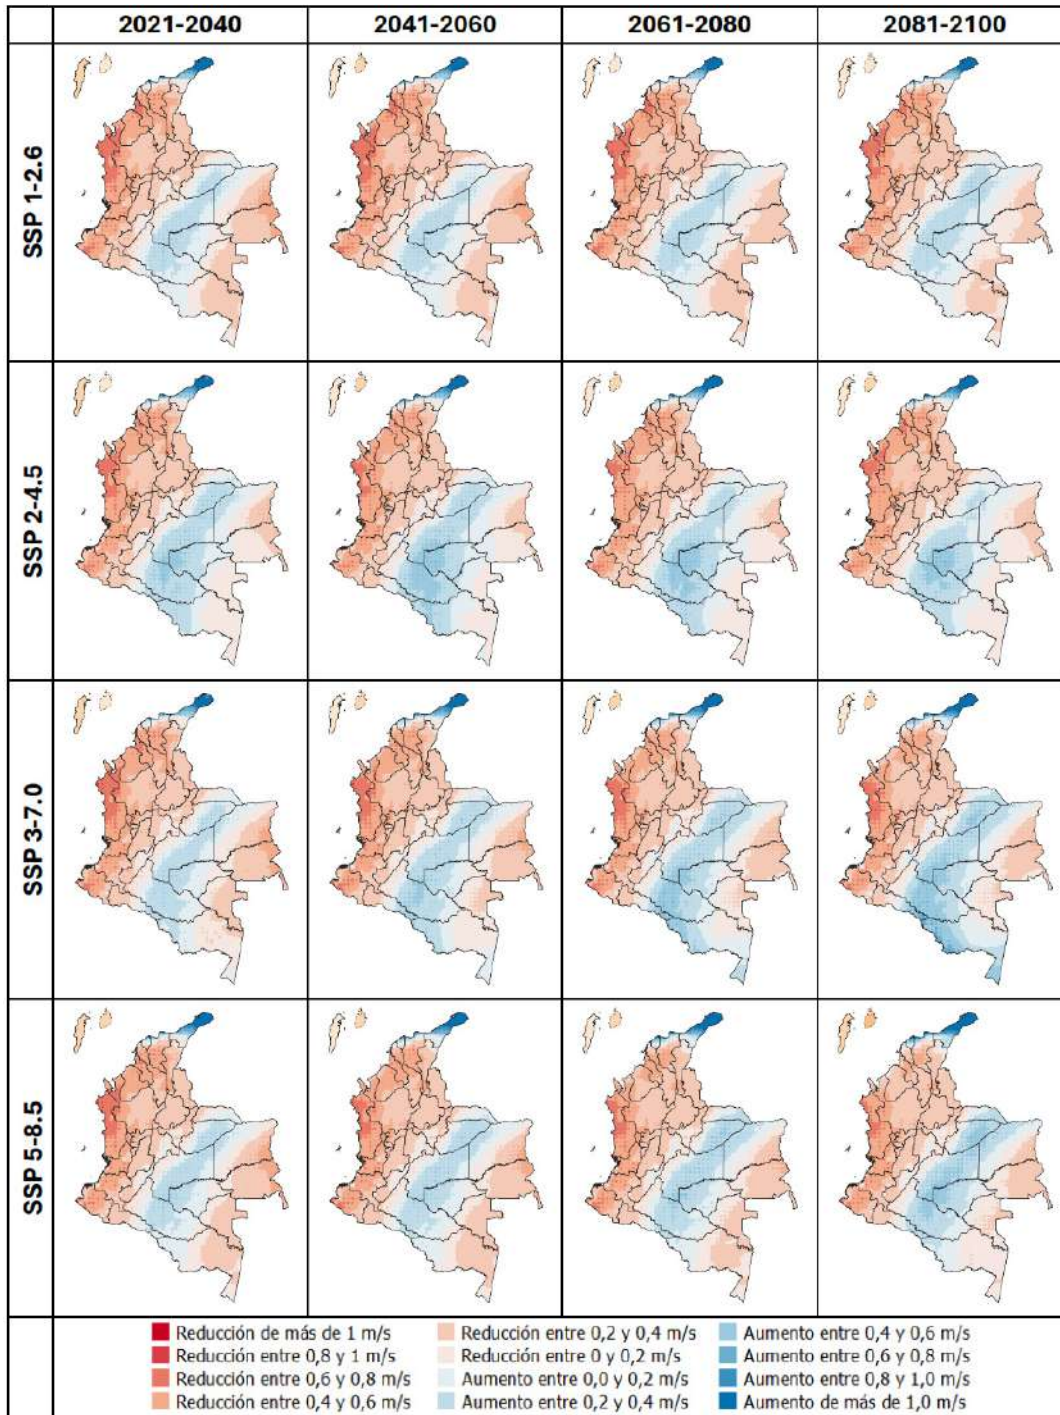 2021-2040 2041-2060 2061-2080 2081-2100
SSP 1-2.6
SSP 2-4.5
SSP 3-7.0
SSP 5-8.5
Reducción de más de 1 m/s Reducción entre 0,2 y 0,4 m/s Aumento entre 0,4 y 0,6 m/s
Reducción entre 0,8 y 1 m/s Reducción entre 0 y 0,2 m/s Aumento entre 0,6 y 0,8 m/s
Reducción entre 0,6 y 0,8 m/s Aumento entre 0,0 y 0,2 m/s Aumento entre 0,8 y 1,0 m/s
Reducción entre 0,4 y 0,6 m/s Aumento entre 0,2 y 0,4 m/s Aumento de más de 1,0 m/s